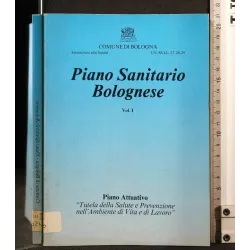 COMUNE DI BOLOGNA
Piano Sanitario
Bolognese
Vol. I
Piano Attuativo
"Tutela della Salute e Prevenzione
nell'Ambiente di Vita e di Lavoro"